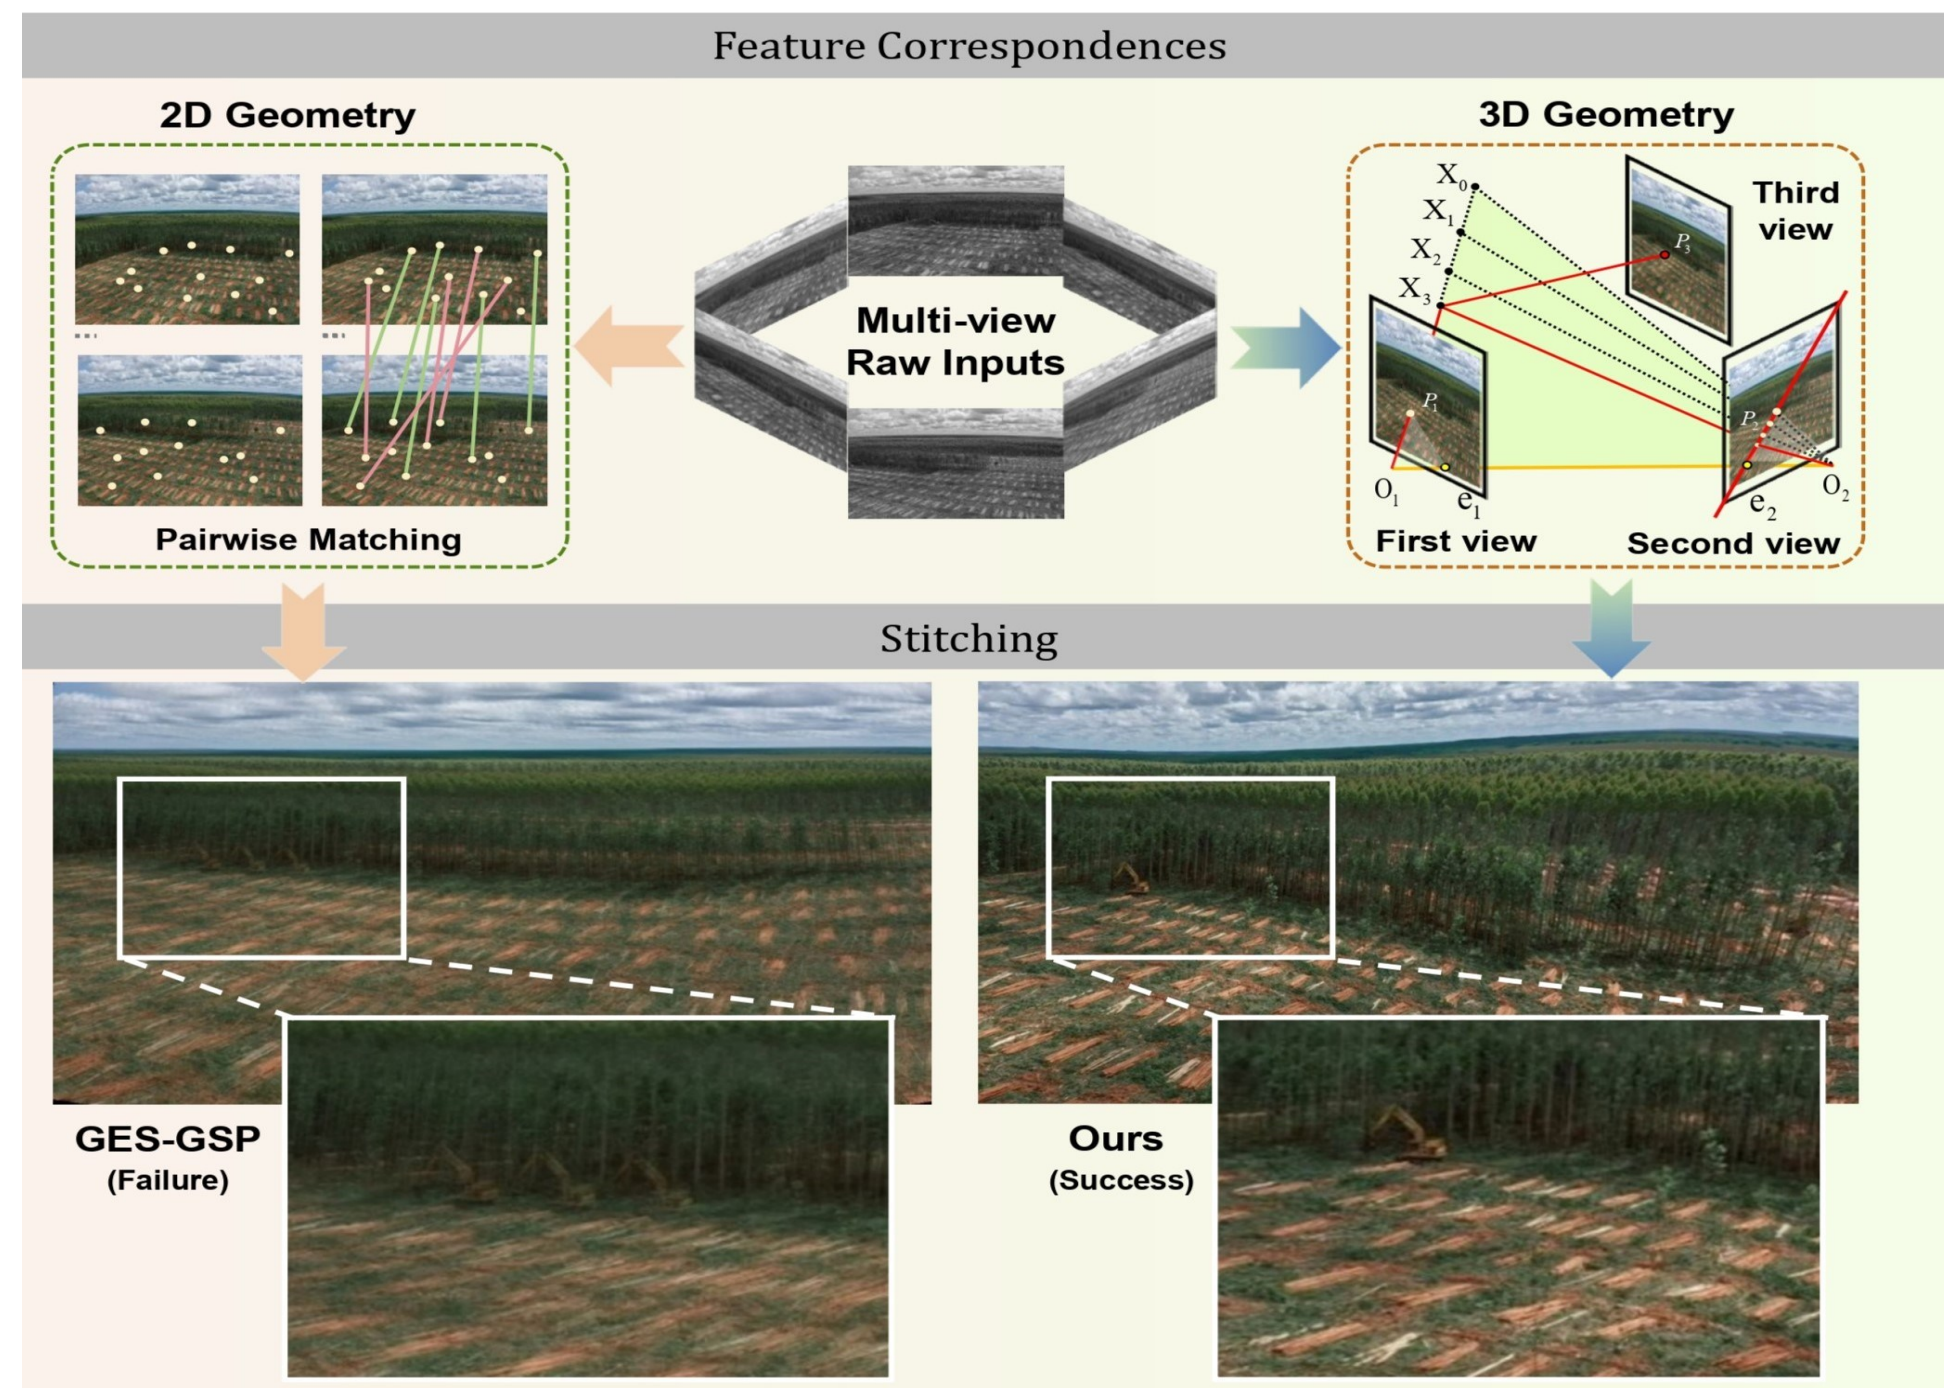 Feature Correspondences
2D Geometry
3D Geometry
Pairwise Matching
Multi-view
Raw Inputs
X0
X1
X2
X3
Third
view
P3
P1
P2
O1
e1
e2
O2
First view
Second view
Stitching
GES-GSP
(Failure)
Ours
(Success)